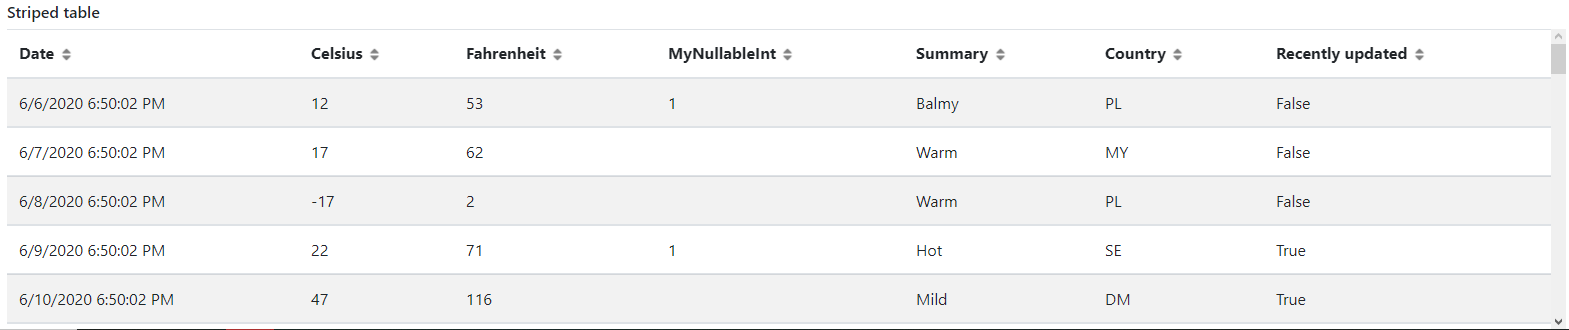 Striped table
Date Celsius Fahrenheit MyNullableInt Summary Country Recently updated
6/6/2020 6:50:02 PM 12 53 1 Balmy PL False
6/7/2020 6:50:02 PM 17 62 Warm MY False
6/8/2020 6:50:02 PM -17 2 Warm PL False
6/9/2020 6:50:02 PM 22 71 1 Hot SE True
6/10/2020 6:50:02 PM 47 116 Mild DM True